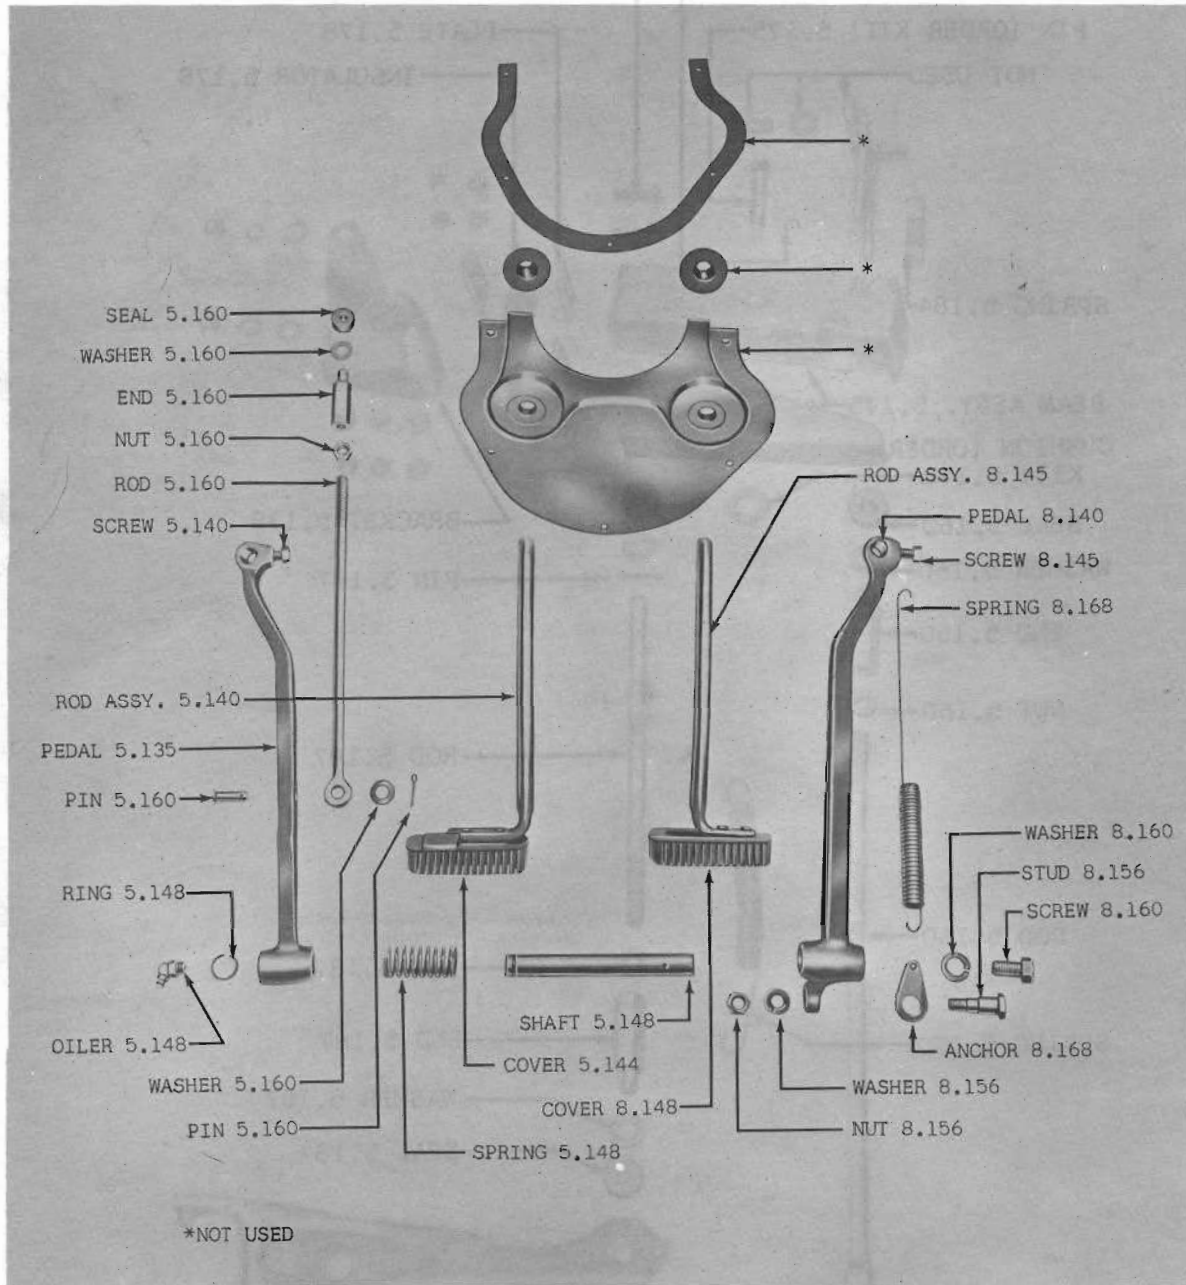 *
*
*
SEAL 5.160
WASHER 5.160
END 5.160
NUT 5.160
ROD 5.160
SCREW 5.140
ROD ASSY. 8.145
PEDAL 8.140
SCREW 8.145
SPRING 8.168
ROD ASSY. 5.140
PEDAL 5.135
PIN 5.160
RING 5.148
WASHER 8.160
STUD 8.156
SCREW 8.160
SHAFT 5.148
OILER 5.148
COVER 5.144
ANCHOR 8.168
WASHER 5.160
WASHER 8.156
COVER 8.148
PIN 5.160
NUT 8.156
SPRING 5.148
*NOT USED